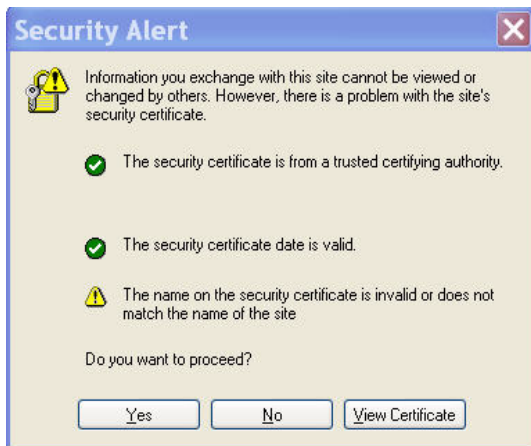 Security Alert
Information you exchange with this site cannot be viewed or
changed by others. However, there is a problem with the site's
security certificate.
The security certificate is from a trusted certifying authority.
The security certificate date is valid.
The name on the security certificate is invalid or does not
match the name of the site
Do you want to proceed?
Yes No View Certificate